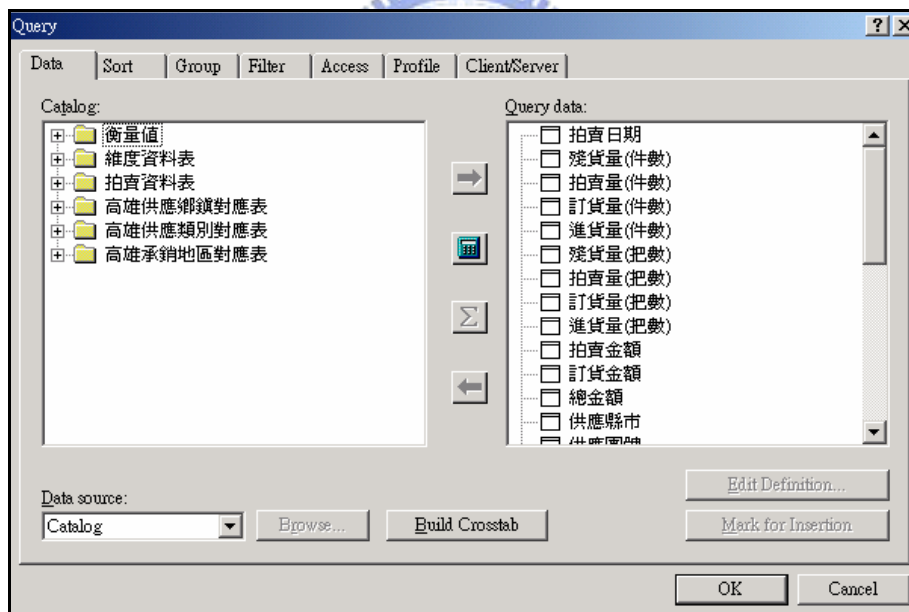 Query
Data Sort Group Filter Access Profile Client/Server
Catalog:
衡量值
維度資料表
拍賣資料表
高雄供應鄉鎮對應表
高雄供應類別對應表
高雄承銷地區對應表
Query data:
拍賣日期
殘貨量(件數)
拍賣量(件數)
訂貨量(件數)
進貨量(件數)
殘貨量(把數)
拍賣量(把數)
訂貨量(把數)
進貨量(把數)
拍賣金額
訂貨金額
總金額
供應縣市
Data source:
Catalog
Browse...
Build Crosstab
Edit Definition...
Mark for Insertion
OK
Cancel